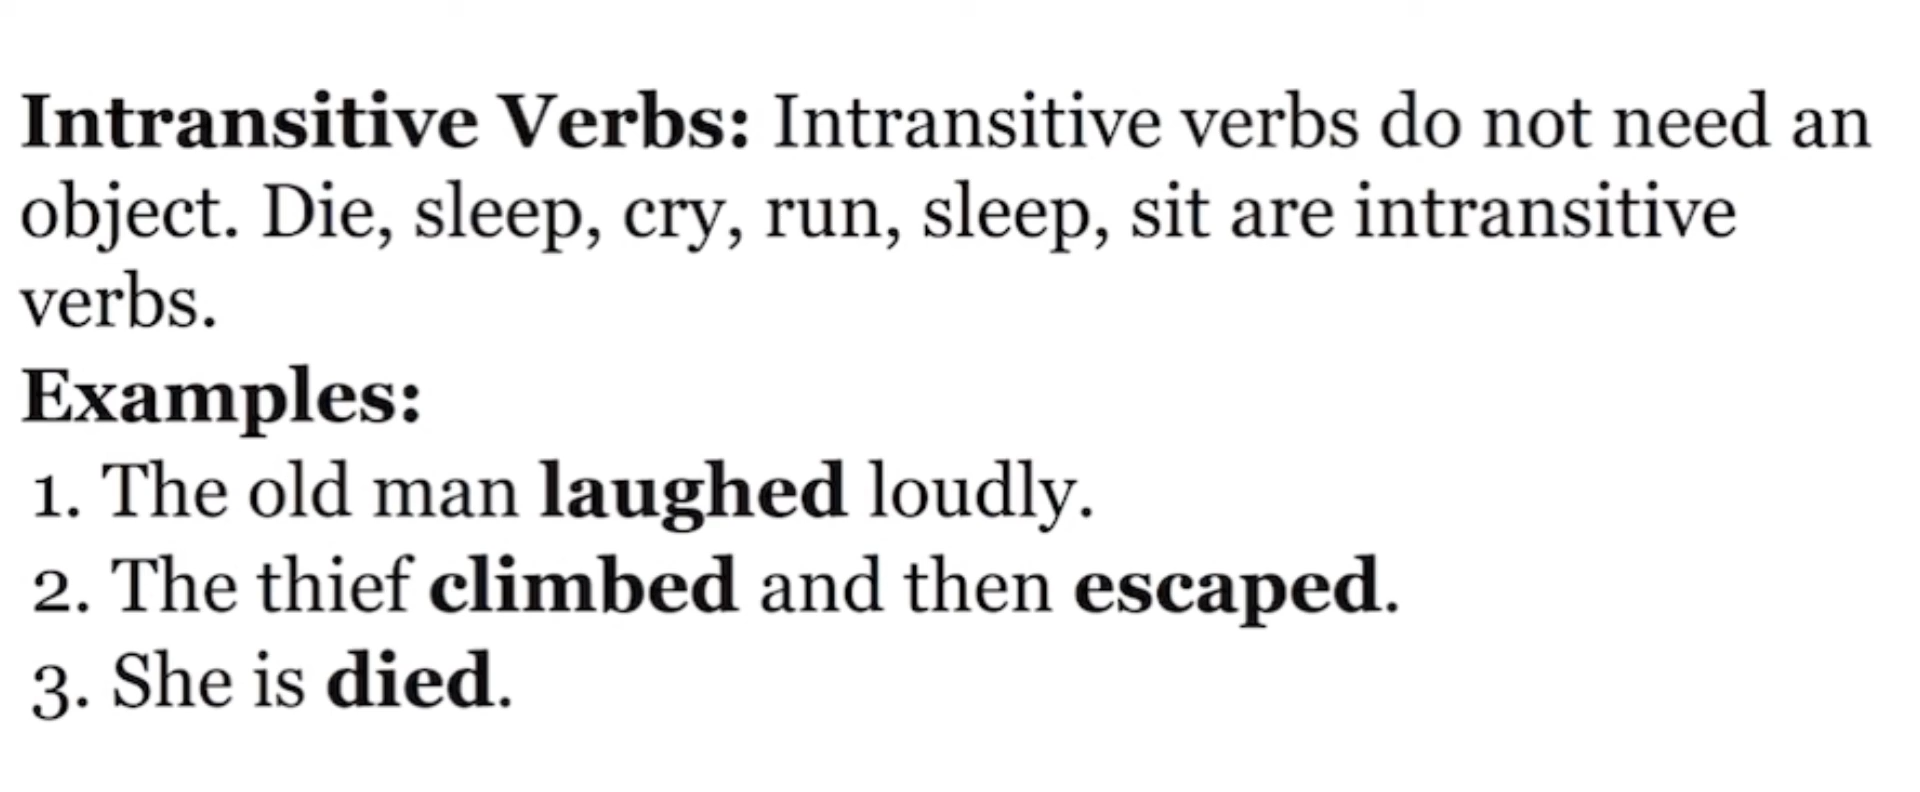 Intransitive Verbs: Intransitive verbs do not need an
object. Die, sleep, cry, run, sleep, sit are intransitive
verbs.
Examples:
1. The old man laughed loudly.
2. The thief climbed and then escaped.
3. She is died.